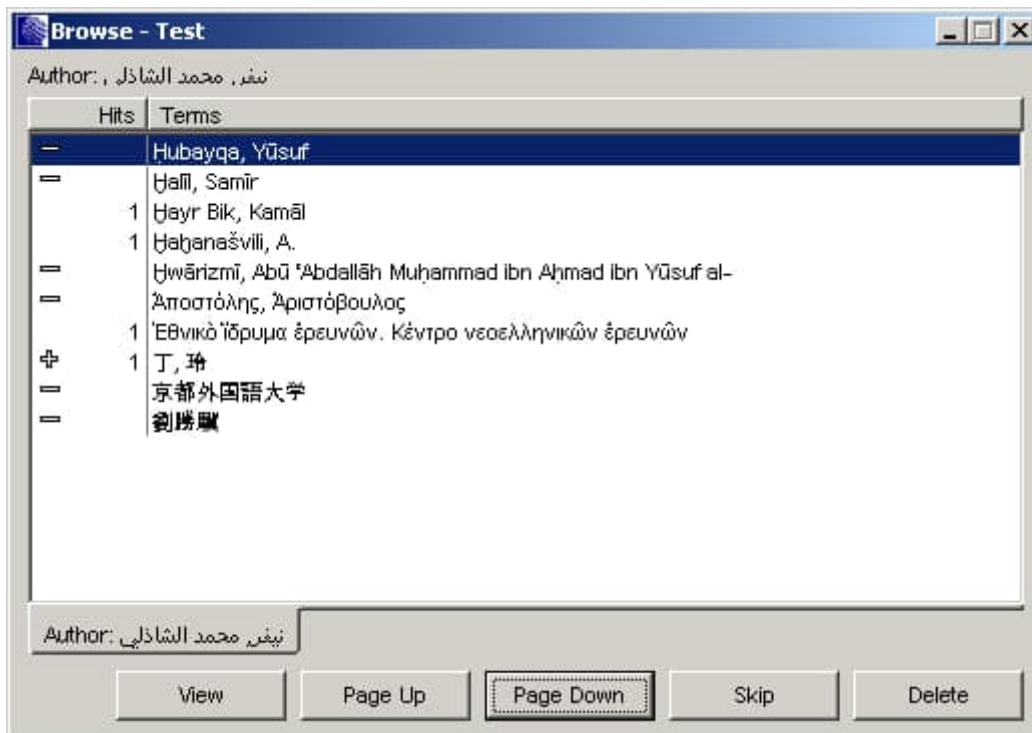 Browse - Test
Author: نيفر, محمد الشاذلي ,
Hits Terms
Ḥubayqa, Yūsuf
Ḫalīl, Samīr
1 Ḫayr Bik, Kamāl
1 Ḫaḫanašvili, A.
Ḫwārizmī, Abū 'Abdallāh Muḥammad ibn Aḥmad ibn Yūsuf al-
Ἀποστόλης, Ἀριστόβουλος
1 Ἐθνικὸ ἵδρυμα ἐρευνῶν. Κέντρο νεοελληνικῶν ἐρευνῶν
1 丁, 玲
京都外国語大学
劉勝驥
Author: نيفر, محمد الشاذلي
View Page Up Page Down Skip Delete